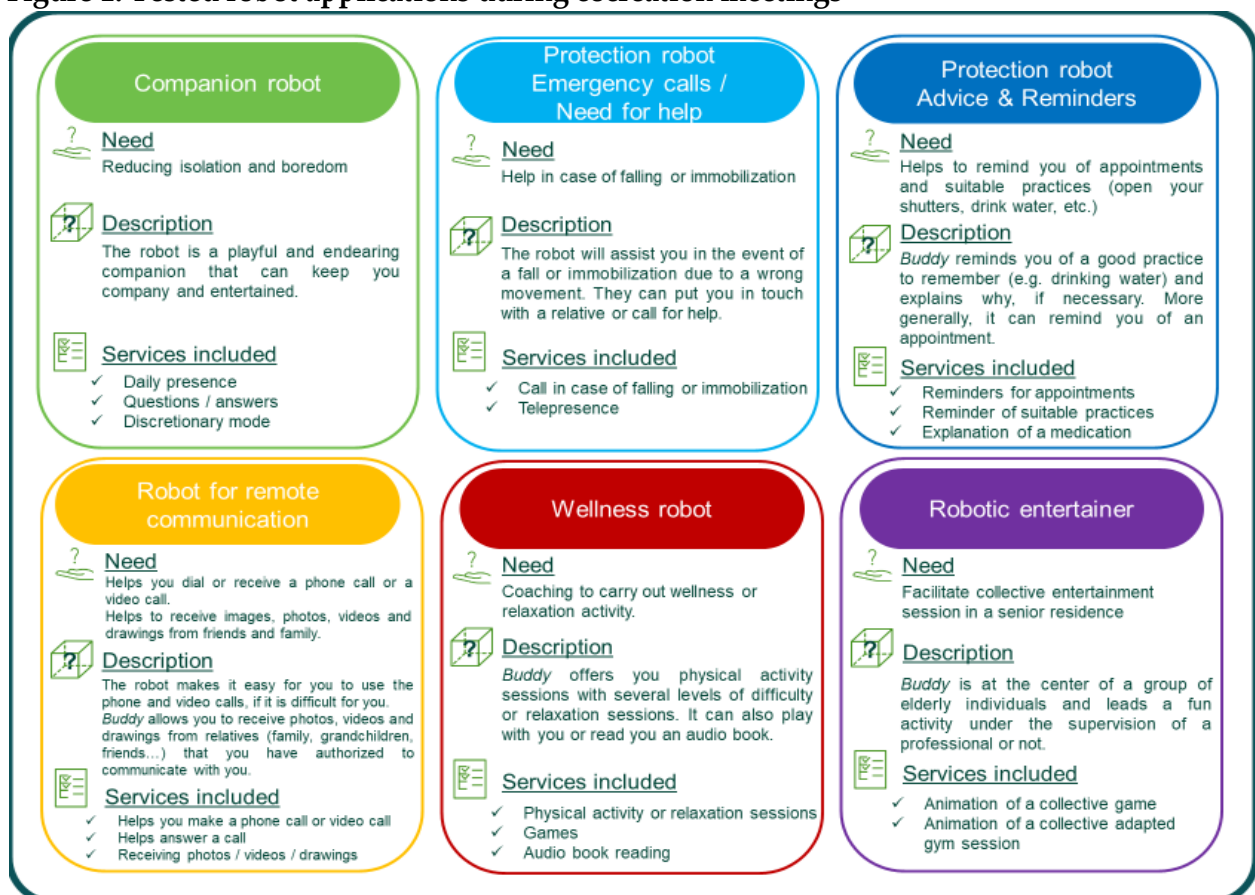 Figure 1. Tested robot applications during cocreation meetings
Companion robot
Need
Reducing isolation and boredom
Description
The robot is a playful and endearing
companion that can keep you
company and entertained.
Services included
✓ Daily presence
✓ Questions / answers
✓ Discretionary mode
Protection robot
Emergency calls /
Need for help
Need
Help in case of falling or immobilization
Description
The robot will assist you in the event of
a fall or immobilization due to a wrong
movement. They can put you in touch
with a relative or call for help.
Services included
✓ Call in case of falling or immobilization
✓ Telepresence
Protection robot
Advice & Reminders
Need
Helps to remind you of appointments
and suitable practices (open your
shutters, drink water, etc.)
Description
Buddy reminds you of a good practice
to remember (e.g. drinking water) and
explains why, if necessary. More
generally, it can remind you of an
appointment.
Services included
✓ Reminders for appointments
✓ Reminder of suitable practices
✓ Explanation of a medication
Robot for remote
communication
Need
Helps you dial or receive a phone call or a
video call.
Helps to receive images, photos, videos and
drawings from friends and family.
Description
The robot makes it easy for you to use the
phone and video calls, if it is difficult for you.
Buddy allows you to receive photos, videos and
drawings from relatives (family, grandchildren,
friends…) that you have authorized to
communicate with you.
Services included
✓ Helps you make a phone call or video call
✓ Helps answer a call
✓ Receiving photos / videos / drawings
Wellness robot
Need
Coaching to carry out wellness or
relaxation activity.
Description
Buddy offers you physical activity
sessions with several levels of difficulty
or relaxation sessions. It can also play
with you or read you an audio book.
Services included
✓ Physical activity or relaxation sessions
✓ Games
✓ Audio book reading
Robotic entertainer
Need
Facilitate collective entertainment
session in a senior residence
Description
Buddy is at the center of a group of
elderly individuals and leads a fun
activity under the supervision of a
professional or not.
Services included
✓ Animation of a collective game
✓ Animation of a collective adapted
gym session